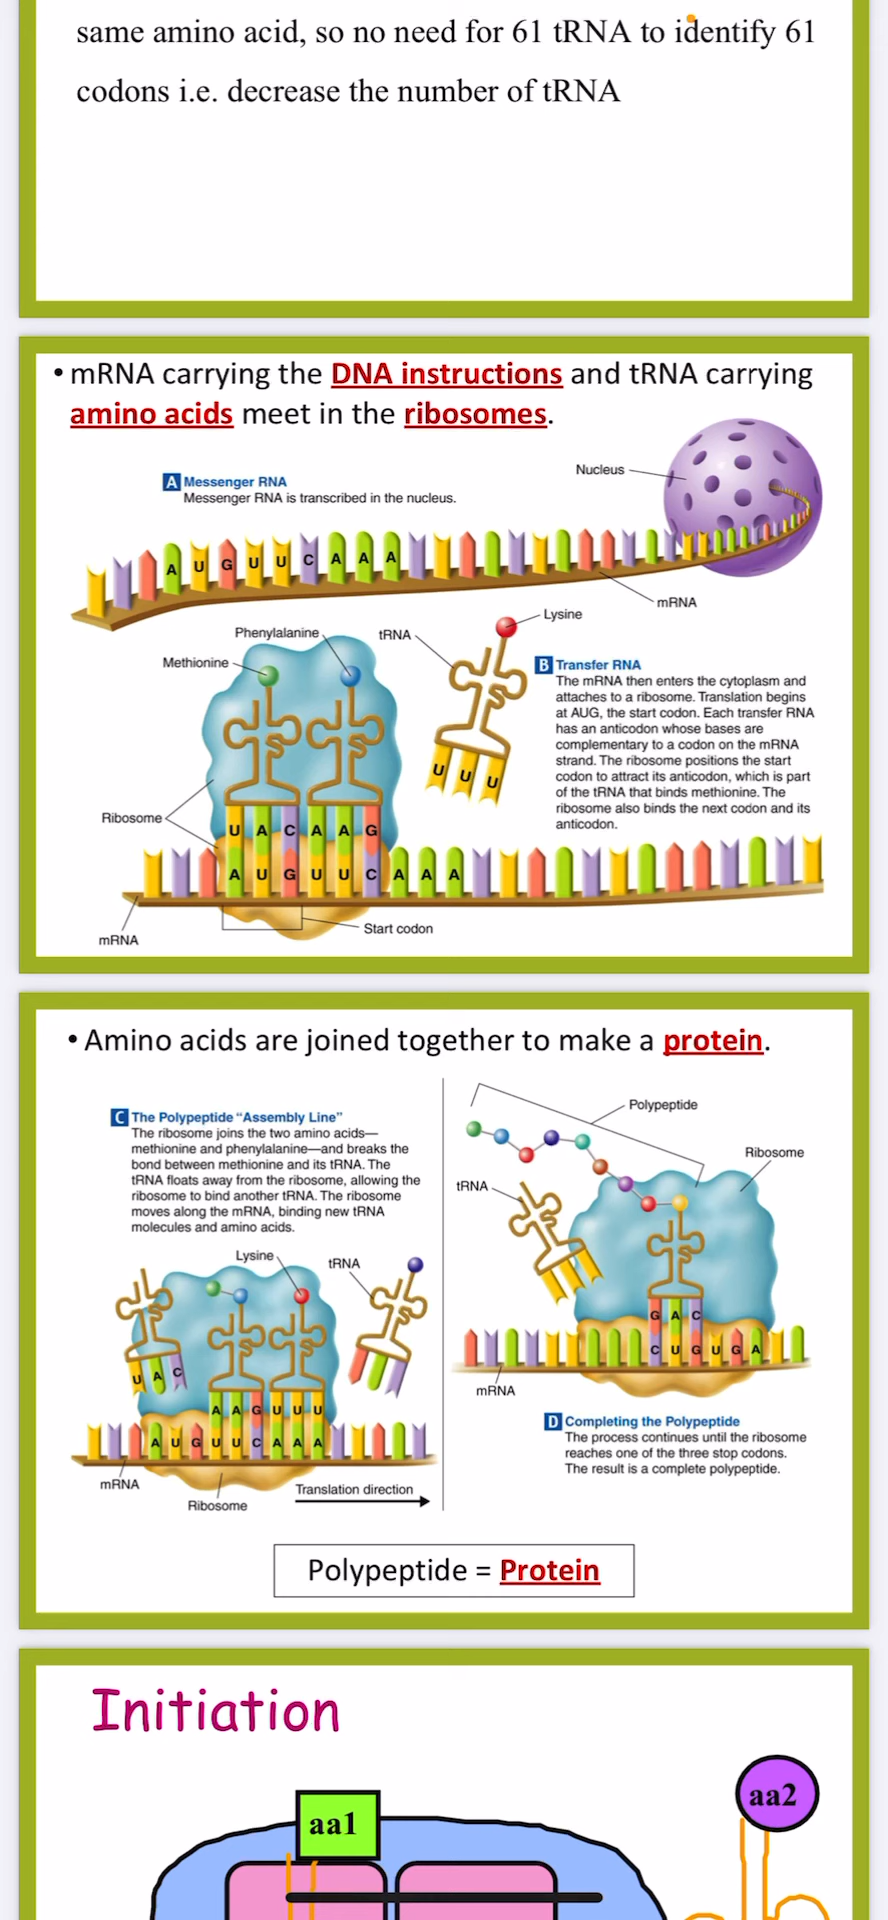 same amino acid, so no need for 61 tRNA to identify 61
codons i.e. decrease the number of tRNA
• mRNA carrying the DNA instructions and tRNA carrying
amino acids meet in the ribosomes.
Nucleus
A Messenger RNA
Messenger RNA is transcribed in the nucleus.
A U G U U C A A A
mRNA
Lysine
Phenylalanine
tRNA
Methionine
B Transfer RNA
The mRNA then enters the cytoplasm and
attaches to a ribosome. Translation begins
at AUG, the start codon. Each transfer RNA
has an anticodon whose bases are
complementary to a codon on the mRNA
strand. The ribosome positions the start
codon to attract its anticodon, which is part
of the tRNA that binds methionine. The
ribosome also binds the next codon and its
anticodon.
U U U
Ribosome
U A C A A G
A U G U U C A A A
Start codon
mRNA
• Amino acids are joined together to make a protein.
C The Polypeptide “Assembly Line”
The ribosome joins the two amino acids—
methionine and phenylalanine—and breaks the
bond between methionine and its tRNA. The
tRNA floats away from the ribosome, allowing the
ribosome to bind another tRNA. The ribosome
moves along the mRNA, binding new tRNA
molecules and amino acids.
Lysine
tRNA
U A C
A A G U U U
A U G U U C A A A
mRNA
Ribosome
Translation direction
Polypeptide
Ribosome
tRNA
G A C
C U G U G A
mRNA
D Completing the Polypeptide
The process continues until the ribosome
reaches one of the three stop codons.
The result is a complete polypeptide.
Polypeptide = Protein
Initiation
aa2
aa1